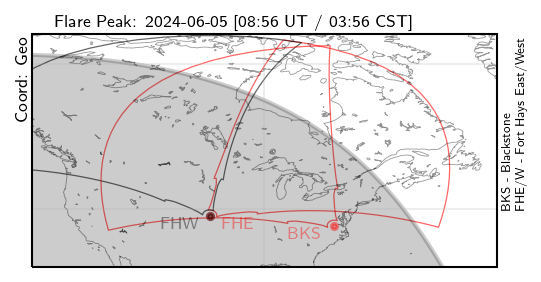 Flare Peak: 2024-06-05 [08:56 UT / 03:56 CST]
Coord: Geo
FHW
FHE
BKS
BKS - Blackstone
FHE/W - Fort Hays East/West